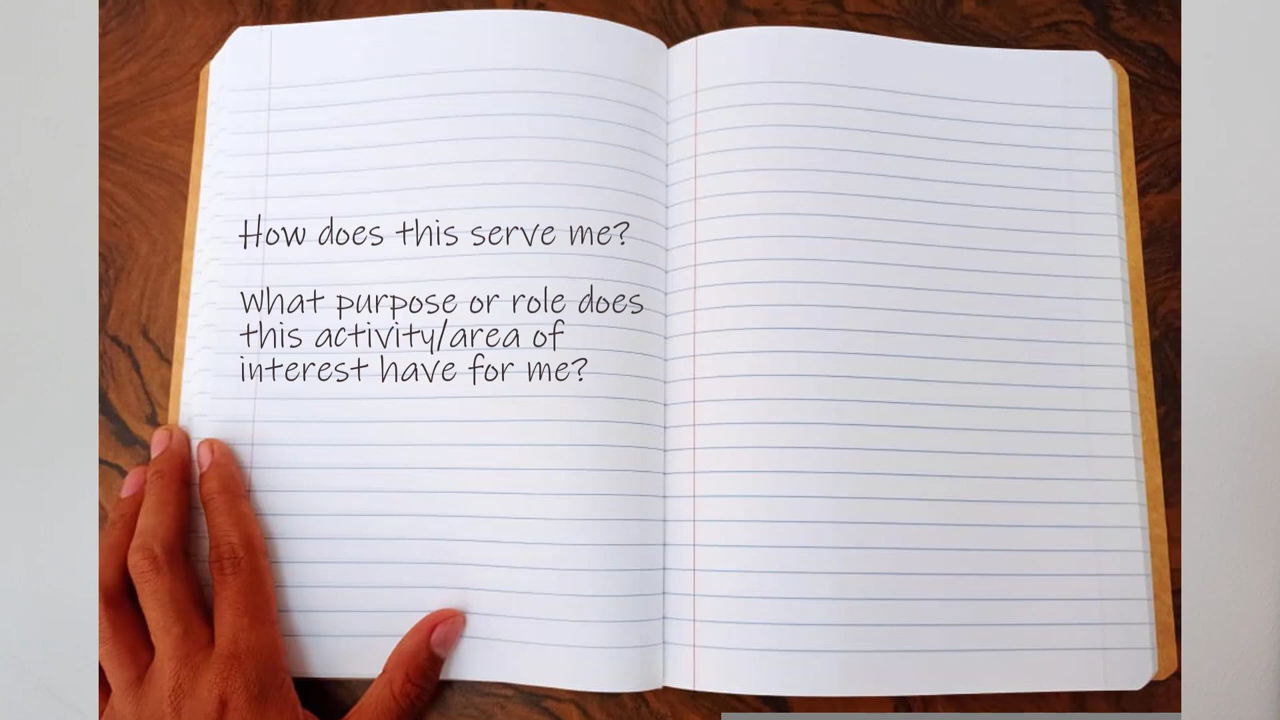 How does this serve me?
What purpose or role does
this activity/area of
interest have for me?